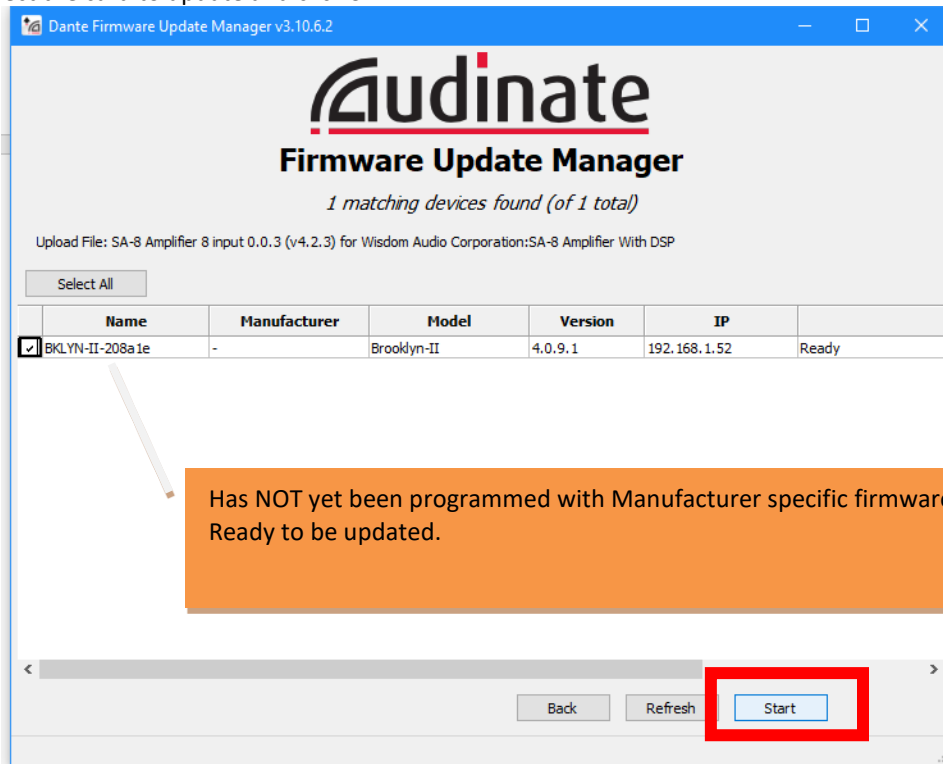 Dante Firmware Update Manager v3.10.6.2
Audinate
Firmware Update Manager
1 matching devices found (of 1 total)
Upload File: SA-8 Amplifier 8 input 0.0.3 (v4.2.3) for Wisdom Audio Corporation:SA-8 Amplifier With DSP
Select All
Name Manufacturer Model Version IP
BKLYN-II-208a1e - Brooklyn-II 4.0.9.1 192.168.1.52 Ready
Has NOT yet been programmed with Manufacturer specific firmware
Ready to be updated.
Back Refresh Start